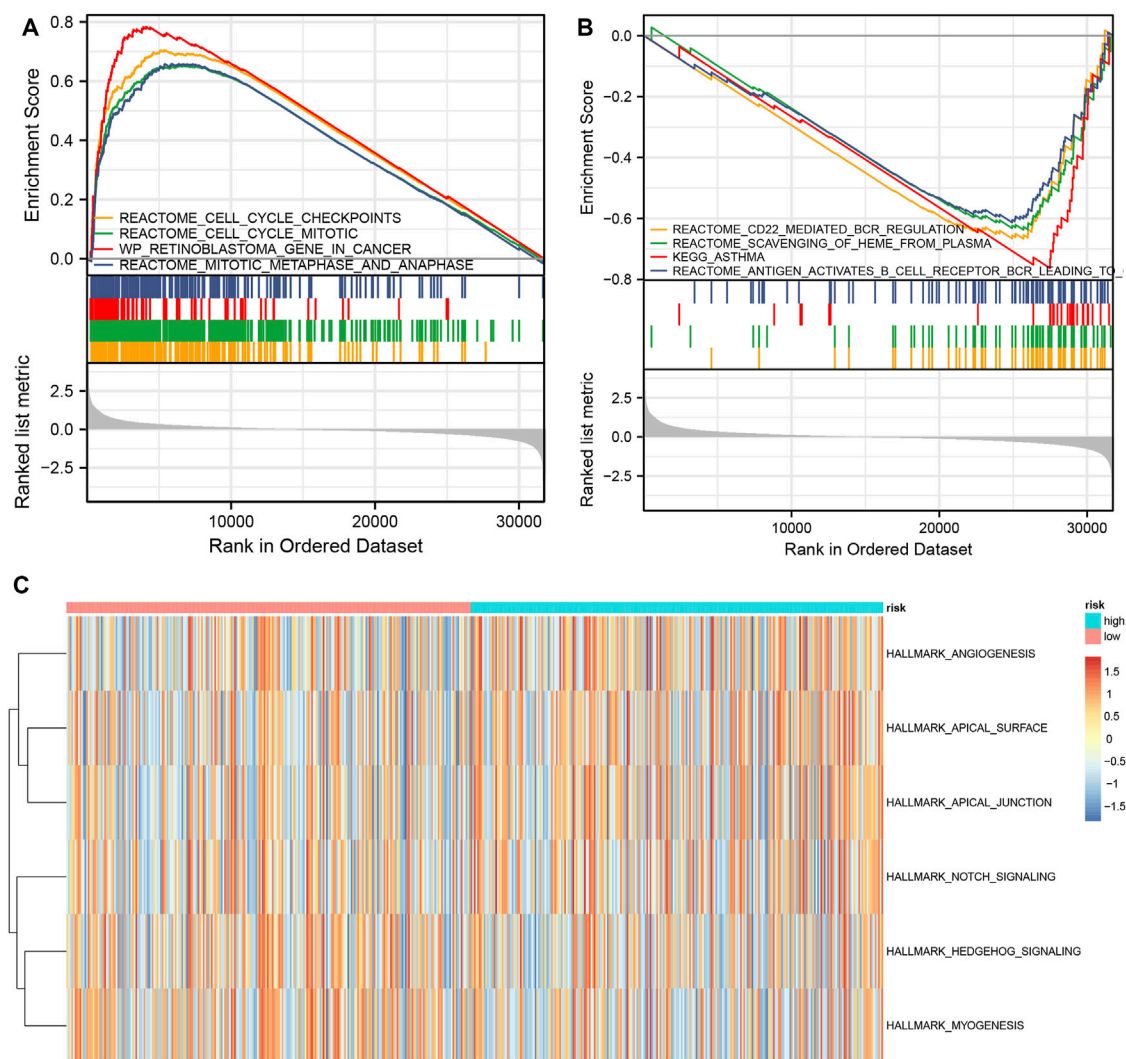 A
Enrichment Score
0.8
0.6
0.4
0.2
0.0
REACTOME_CELL_CYCLE_CHECKPOINTS
REACTOME_CELL_CYCLE_MITOTIC
WP_RETINOBLASTOMA_GENE_IN_CANCER
REACTOME_MITOTIC_METAPHASE_AND_ANAPHASE
Ranked list metric
2.5
0.0
−2.5
10000
20000
30000
Rank in Ordered Dataset
B
Enrichment Score
0.0
−0.2
−0.4
−0.6
−0.8
REACTOME_CD22_MEDIATED_BCR_REGULATION
REACTOME_SCAVENGING_OF_HEME_FROM_PLASMA
KEGG_ASTHMA
REACTOME_ANTIGEN_ACTIVATES_B_CELL_RECEPTOR_BCR_LEADING_TO_
Ranked list metric
2.5
0.0
−2.5
10000
20000
30000
Rank in Ordered Dataset
C
risk
HALLMARK_ANGIOGENESIS
HALLMARK_APICAL_SURFACE
HALLMARK_APICAL_JUNCTION
HALLMARK_NOTCH_SIGNALING
HALLMARK_HEDGEHOG_SIGNALING
HALLMARK_MYOGENESIS
risk
high
low
1.5
1
0.5
0
−0.5
−1
−1.5